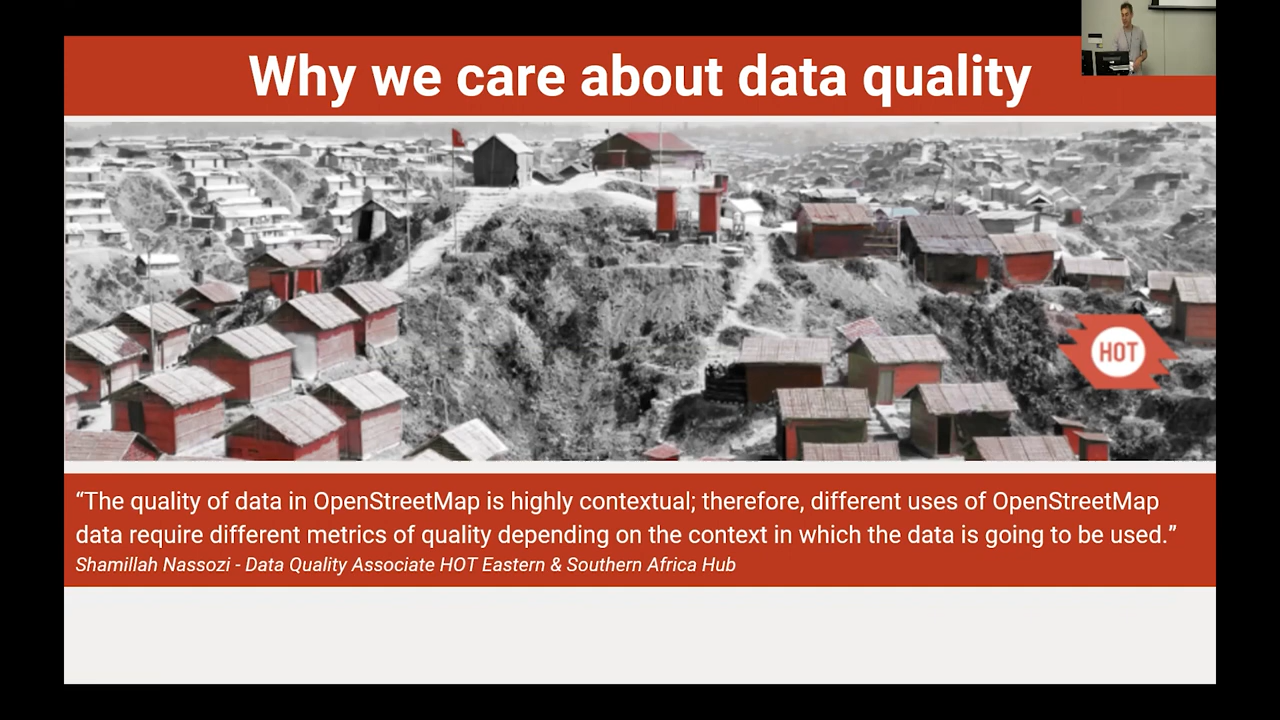 Why we care about data quality
HOT
“The quality of data in OpenStreetMap is highly contextual; therefore, different uses of OpenStreetMap
data require different metrics of quality depending on the context in which the data is going to be used.”
Shamillah Nassozi - Data Quality Associate HOT Eastern & Southern Africa Hub